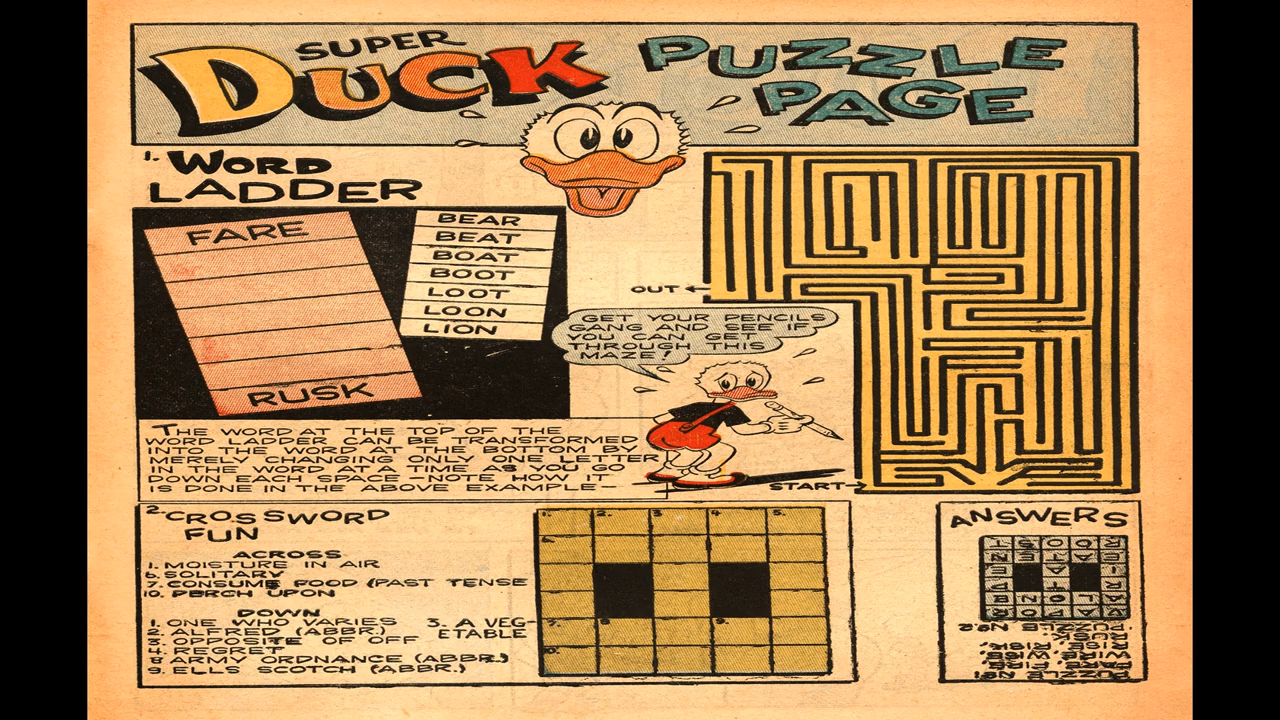 SUPER
DUCK
PUZZLE
PAGE
1. WORD
LADDER
FARE
RUSK
BEAR
BEAT
BOAT
BOOT
LOOT
LOON
LION
OUT
GET YOUR PENCILS
GANG AND SEE IF
YOU CAN GET
THROUGH THIS
MAZE!
START
THE WORD AT THE TOP OF THE
WORD LADDER CAN BE TRANSFORMED
INTO THE WORD AT THE BOTTOM BY
MERELY CHANGING ONLY ONE LETTER
IN THE WORD AT A TIME AS YOU GO
DOWN EACH SPACE - NOTE HOW IT
IS DONE IN THE ABOVE EXAMPLE -
2. CROSSWORD
FUN
ACROSS
1. MOISTURE IN AIR
6. SOLITARY
7. CONSUME FOOD (PAST TENSE
10. PERCH UPON
DOWN
1. ONE WHO VARIES
2. ALFRED (ABBR.)
3. OPPOSITE OF OFF
4. REGRET
8. ARMY ORDNANCE (ABBR.)
9. ELLS SCOTCH (ABBR.)
3. A VEG-
ETABLE
1. 2. 3. 4. 5.
6.
7. 8. 9.
10.
ANSWERS